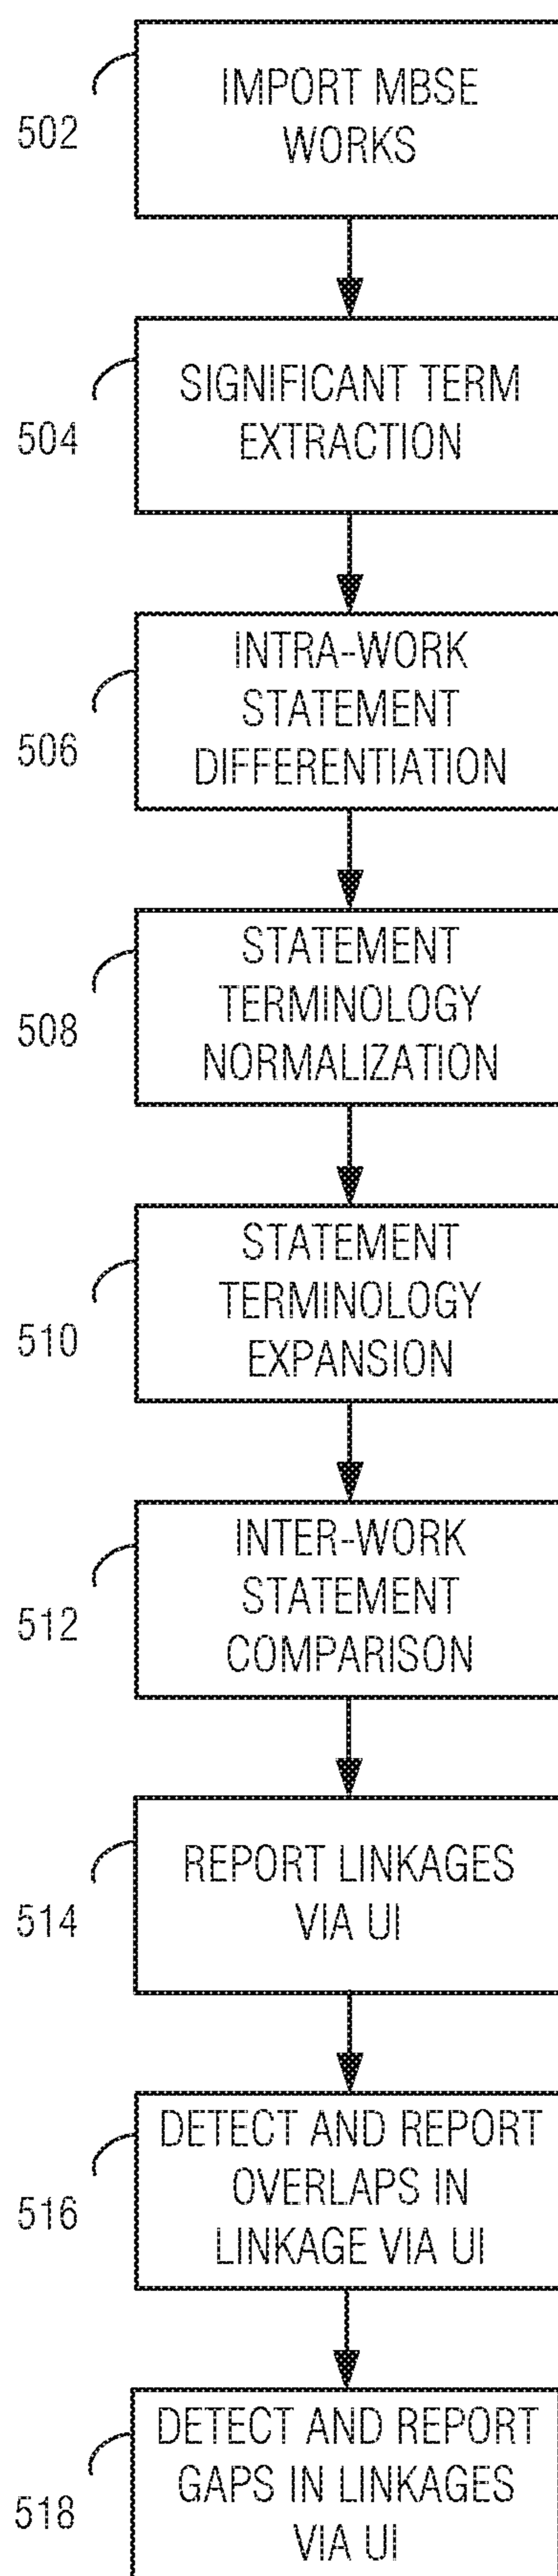 IMPORT MBSE
WORKS
502
SIGNIFICANT TERM
EXTRACTION
504
INTRA-WORK
STATEMENT
DIFFERENTIATION
506
STATEMENT
TERMINOLOGY
NORMALIZATION
508
STATEMENT
TERMINOLOGY
EXPANSION
510
INTER-WORK
STATEMENT
COMPARISON
512
REPORT LINKAGES
VIA UI
514
DETECT AND REPORT
OVERLAPS IN
LINKAGE VIA UI
516
DETECT AND REPORT
GAPS IN LINKAGES
VIA UI
518